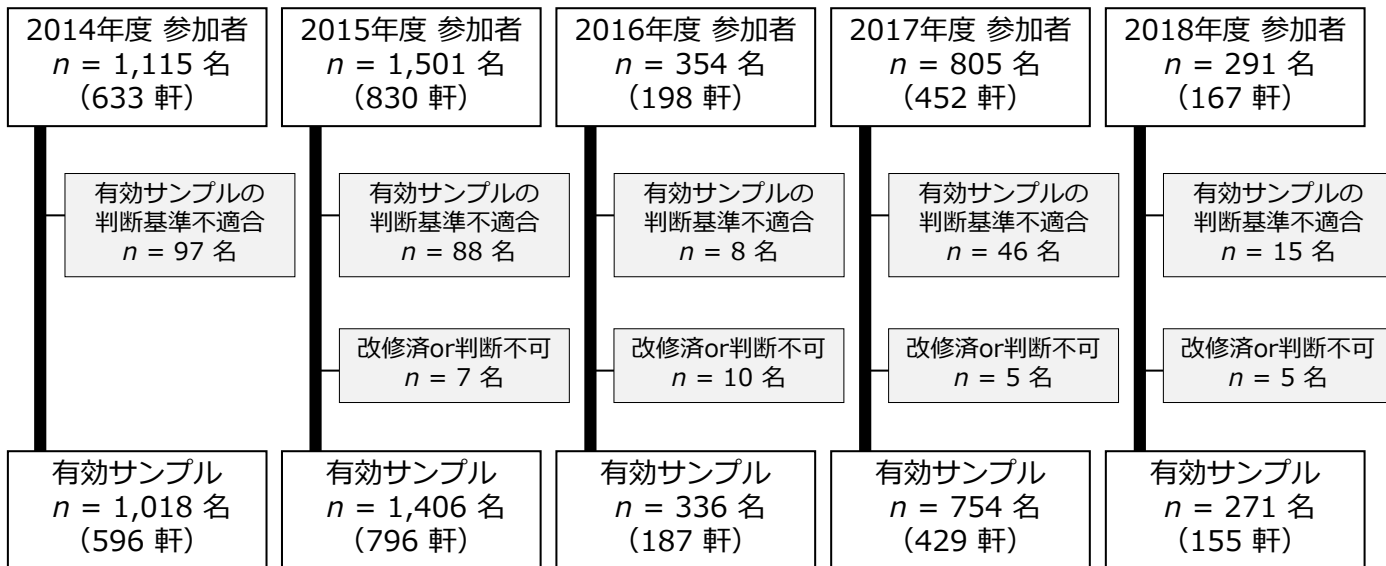 2014年度 参加者
n = 1,115 名
（633 軒）
2015年度 参加者
n = 1,501 名
（830 軒）
2016年度 参加者
n = 354 名
（198 軒）
2017年度 参加者
n = 805 名
（452 軒）
2018年度 参加者
n = 291 名
（167 軒）
有効サンプルの
判断基準不適合
n = 97 名
有効サンプルの
判断基準不適合
n = 88 名
有効サンプルの
判断基準不適合
n = 8 名
有効サンプルの
判断基準不適合
n = 46 名
有効サンプルの
判断基準不適合
n = 15 名
改修済or判断不可
n = 7 名
改修済or判断不可
n = 10 名
改修済or判断不可
n = 5 名
改修済or判断不可
n = 5 名
有効サンプル
n = 1,018 名
（596 軒）
有効サンプル
n = 1,406 名
（796 軒）
有効サンプル
n = 336 名
（187 軒）
有効サンプル
n = 754 名
（429 軒）
有効サンプル
n = 271 名
（155 軒）